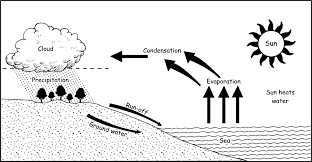 Cloud
Condensation
Sun
Precipitation
Evaporation
Sun heats
water
Run-off
Ground water
Sea